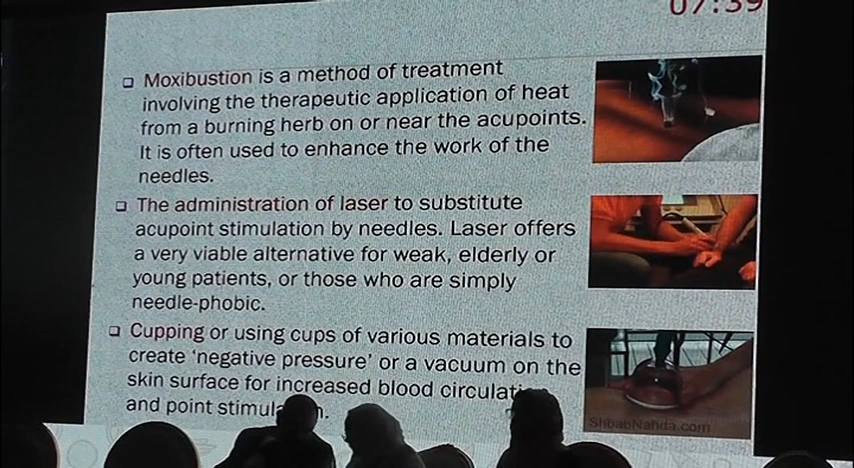 07:39
Moxibustion is a method of treatment
involving the therapeutic application of heat
from a burning herb on or near the acupoints.
It is often used to enhance the work of the
needles.
The administration of laser to substitute
acupoint stimulation by needles. Laser offers
a very viable alternative for weak, elderly or
young patients, or those who are simply
needle-phobic.
Cupping or using cups of various materials to
create 'negative pressure' or a vacuum on the
skin surface for increased blood
and point
ShbabNahda.com